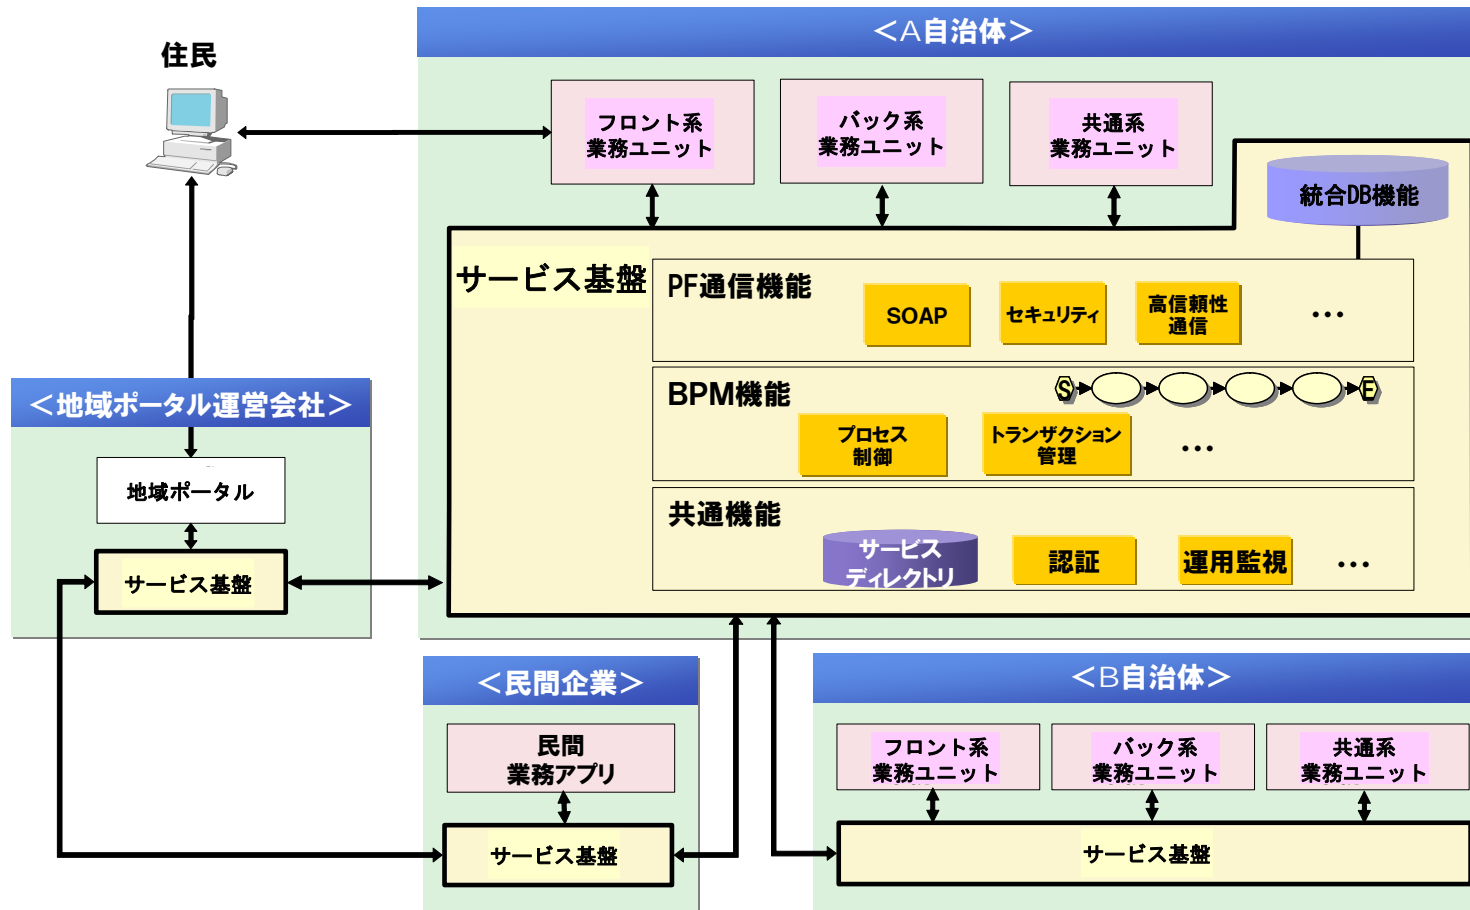 ＜A自治体＞
住民
フロント系
業務ユニット
バック系
業務ユニット
共通系
業務ユニット
統合DB機能
サービス基盤
PF通信機能
SOAP
セキュリティ
高信頼性
通信
…
BPM機能
S
E
プロセス
制御
トランザクション
管理
…
共通機能
サービス
ディレクトリ
認証
運用監視
…
＜地域ポータル運営会社＞
地域ポータル
サービス基盤
＜民間企業＞
民間
業務アプリ
サービス基盤
＜B自治体＞
フロント系
業務ユニット
バック系
業務ユニット
共通系
業務ユニット
サービス基盤